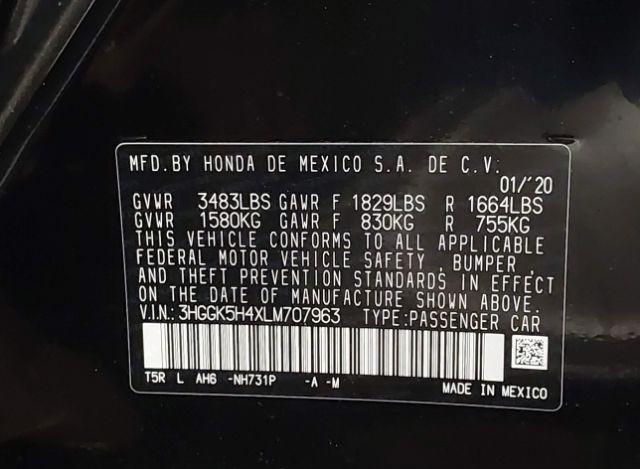 MFD.BY HONDA DE MEXICO S.A. DE C.V.
01/'20
GVWR 3483LBS GAWR F 1829LBS R 1664LBS
GVWR 1580KG GAWR F 830KG R 755KG
THIS VEHICLE CONFORMS TO ALL APPLICABLE
FEDERAL MOTOR VEHICLE SAFETY , BUMPER ,
AND THEFT PREVENTION STANDARDS IN EFFECT
ON THE DATE OF MANUFACTURE SHOWN ABOVE.
V.I.N.: 3HGGK5H4XLM707963 TYPE:PASSENGER CAR
T5R L AH6 -NH731P -A -M
MADE IN MEXICO